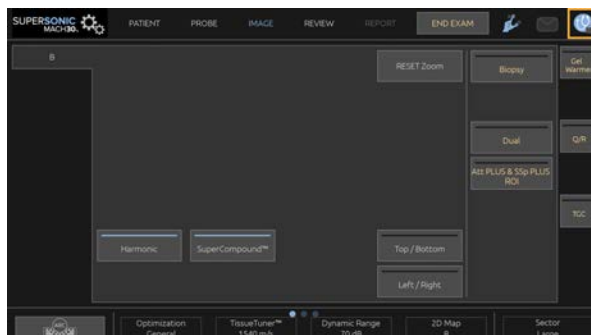 SUPERSONIC
MACH30.
PATIENT
PROBE
IMAGE
REVIEW
REPORT
END EXAM
B
RESET Zoom
Biopsy
Gel
Warmer
Dual
Q/R
Att PLUS & SSp PLUS
ROI
TGC
Harmonic
SuperCompound™
Top / Bottom
Left / Right
Optimization
General
TissueTuner™
1540 m/s
Dynamic Range
70 dB
2D Map
8
Sector
Large